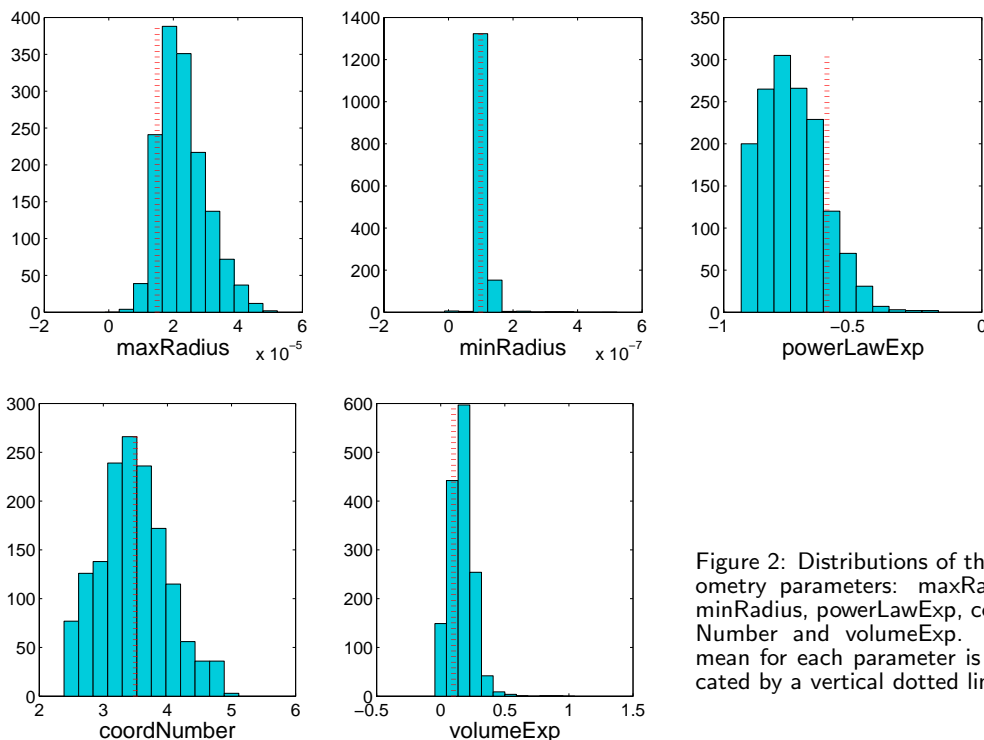 400
350
300
250
200
150
100
50
0
−2 0 2 4 6
maxRadius
x 10⁻⁵
1400
1200
1000
800
600
400
200
0
−2 0 2 4 6
minRadius
x 10⁻⁷
350
300
250
200
150
100
50
0
−1 −0.5 0
powerLawExp
300
250
200
150
100
50
0
2 3 4 5 6
coordNumber
600
500
400
300
200
100
0
−0.5 0 0.5 1 1.5
volumeExp
Figure 2: Distributions of th
ometry parameters: maxRa
minRadius, powerLawExp, co
Number and volumeExp.
mean for each parameter is
cated by a vertical dotted lin